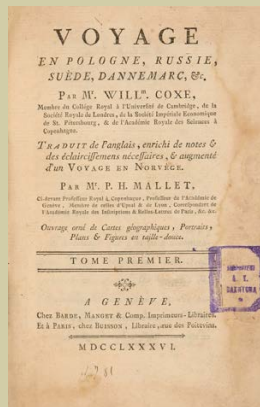 VOYAGE
EN POLOGNE, RUSSIE,
SUÈDE, DANNEMARC, &c.
PAR Mr. WILLm. COXE,
Membre du Collège Royal à l'Université de Cambridge, de la
Société Royale de Londres, de la Société Impériale Economique
de St. Pétersbourg, & de l'Académie Royale des Sciences à
Copenhague.
TRADUIT de l'anglais, enrichi de notes &
des éclaircissemens nécessaires, & augmenté
d'un VOYAGE EN NORVEGE.
PAR Mr. P. H. MALLET,
Ci-devant Professeur Royal à Copenhague, Professeur de l'Académie de
Genève, Membre de celles d'Upsal & de Lyon, Correspondant de
l'Académie Royale des Inscriptions & Belles-Lettres de Paris, &c. &c.
Ouvrage orné de Cartes géographiques, Portraits,
Plans & Figures en taille-douce.
TOME PREMIER.
A GENÈVE,
Chez BARDE, MANGET & Comp. Imprimeurs-Libraires.
Et à PARIS, chez BUISSON, Libraire, rue des Poitevins.
MDCCLXXXVI.